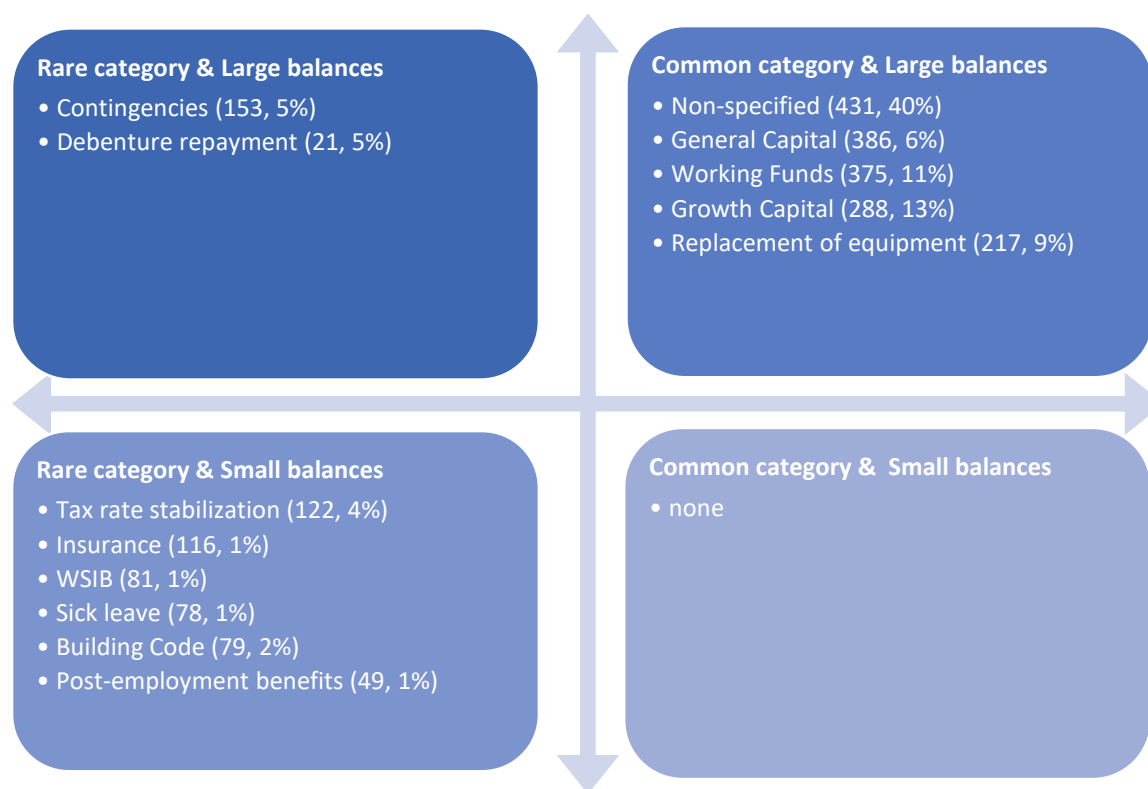 Rare category & Large balances
• Contingencies (153, 5%)
• Debenture repayment (21, 5%)
Common category & Large balances
• Non-specified (431, 40%)
• General Capital (386, 6%)
• Working Funds (375, 11%)
• Growth Capital (288, 13%)
• Replacement of equipment (217, 9%)
Rare category & Small balances
• Tax rate stabilization (122, 4%)
• Insurance (116, 1%)
• WSIB (81, 1%)
• Sick leave (78, 1%)
• Building Code (79, 2%)
• Post-employment benefits (49, 1%)
Common category &  Small balances
• none